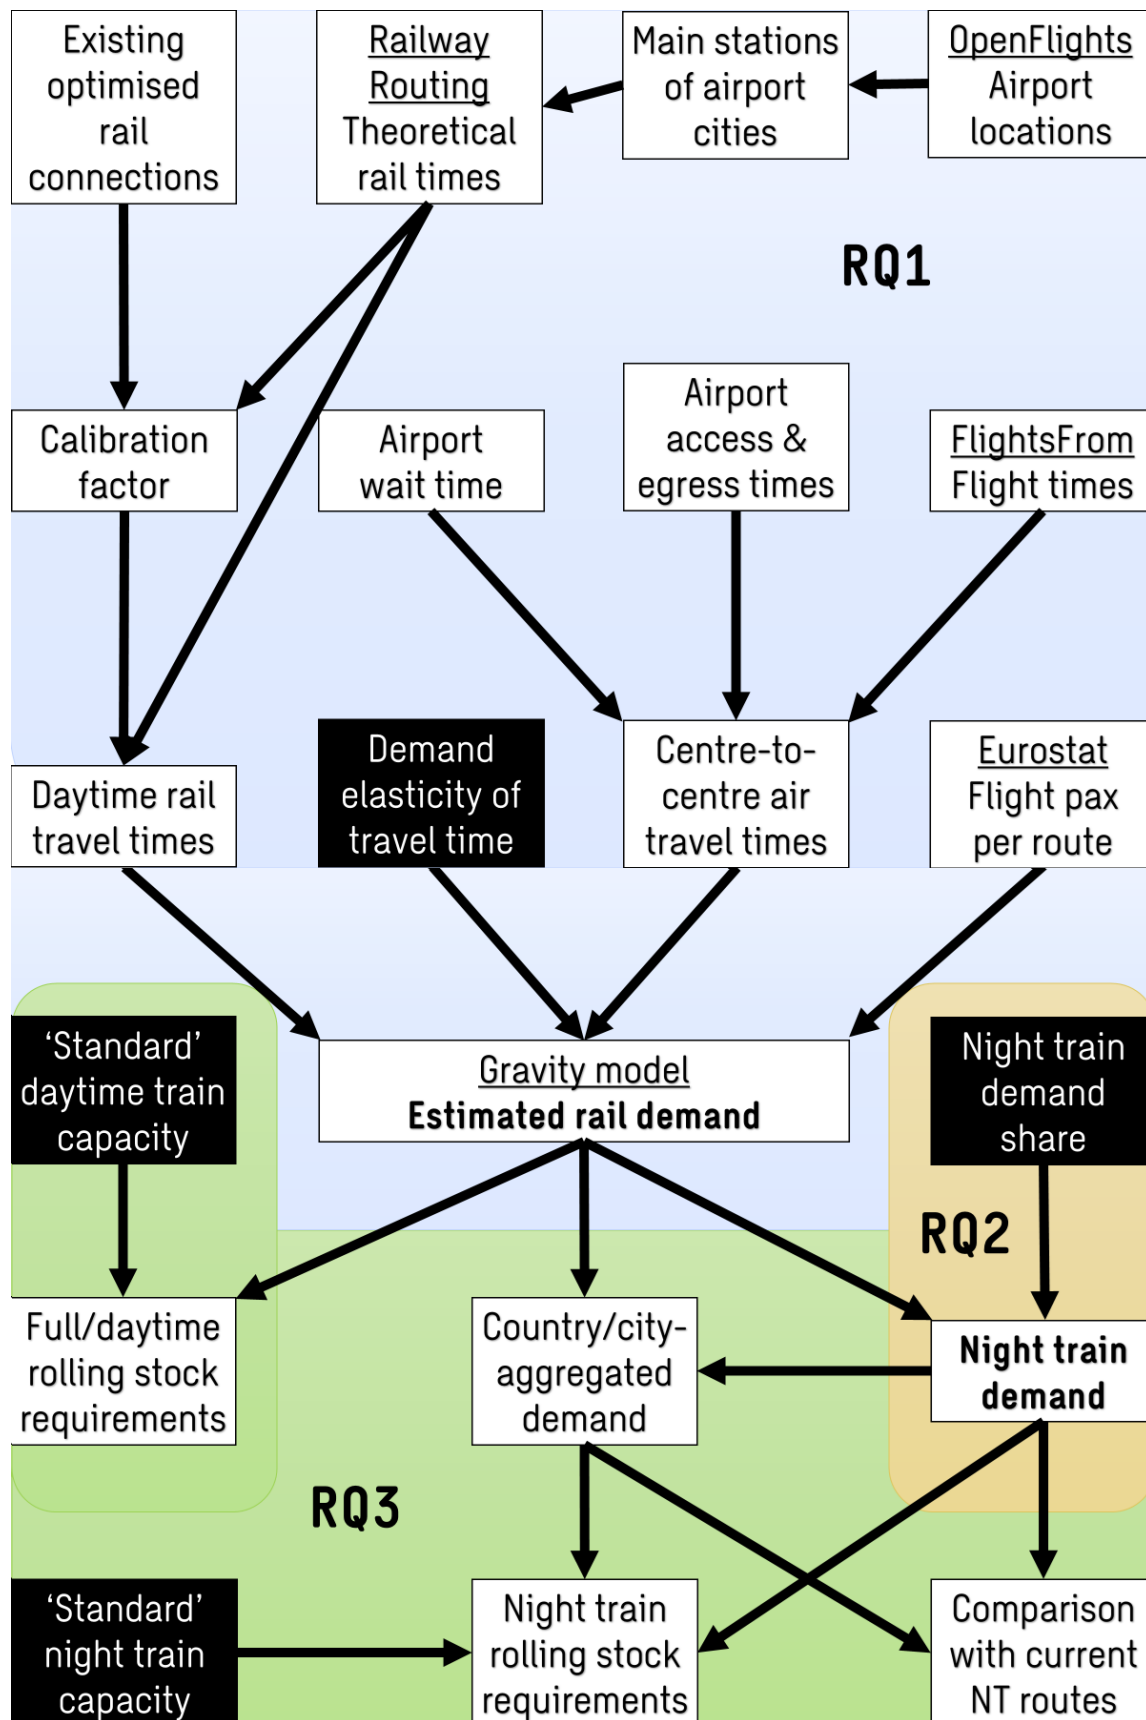 Existing
optimised
rail
connections
Railway
Routing
Theoretical
rail times
Main stations
of airport
cities
OpenFlights
Airport
locations
RQ1
Calibration
factor
Airport
wait time
Airport
access &
egress times
FlightsFrom
Flight times
Daytime rail
travel times
Demand
elasticity of
travel time
Centre-to-
centre air
travel times
Eurostat
Flight pax
per route
‘Standard’
daytime train
capacity
Gravity model
Estimated rail demand
Night train
demand
share
RQ2
Full/daytime
rolling stock
requirements
Country/city-
aggregated
demand
Night train
demand
RQ3
‘Standard’
night train
capacity
Night train
rolling stock
requirements
Comparison
with current
NT routes